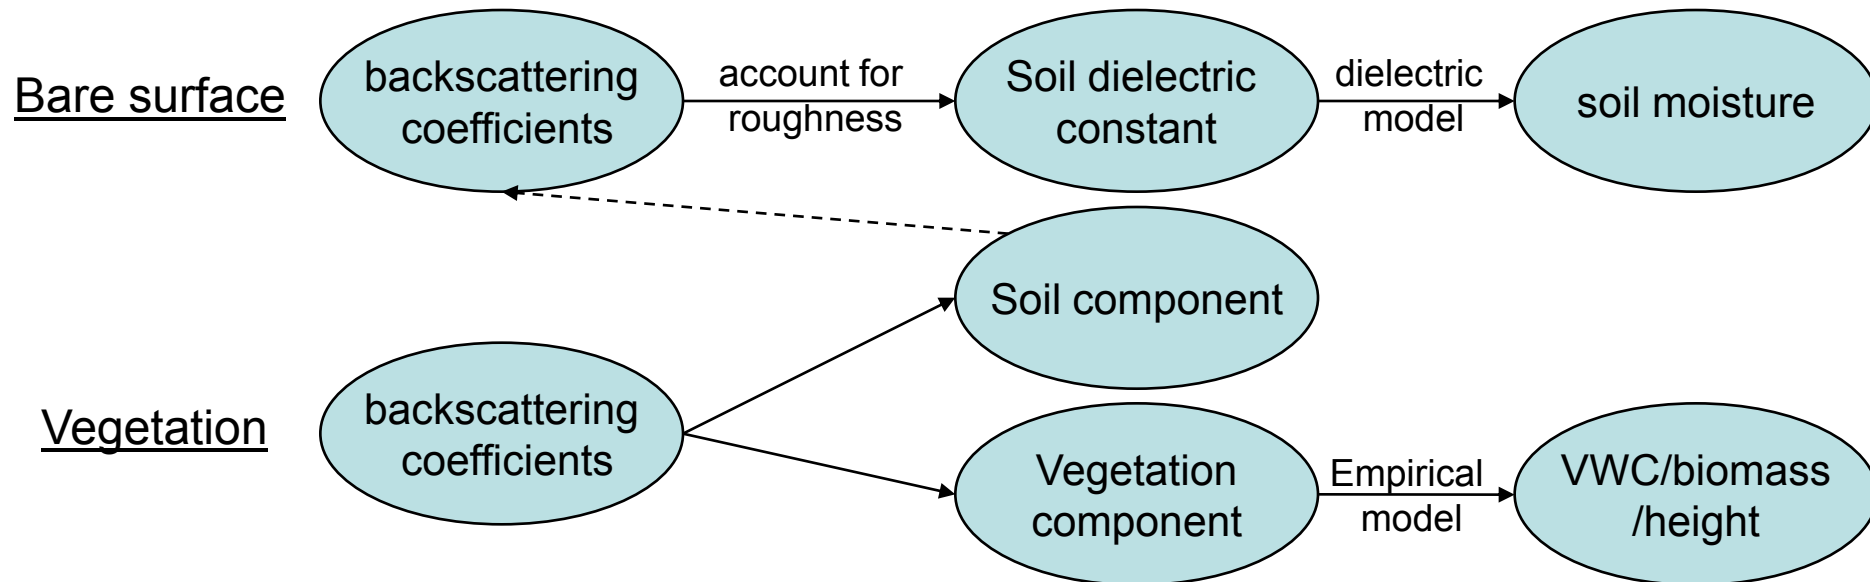 Bare surface
backscattering
coefficients
account for
roughness
Soil dielectric
constant
dielectric
model
soil moisture
Soil component
Vegetation
backscattering
coefficients
Vegetation
component
Empirical
model
VWC/biomass
/height